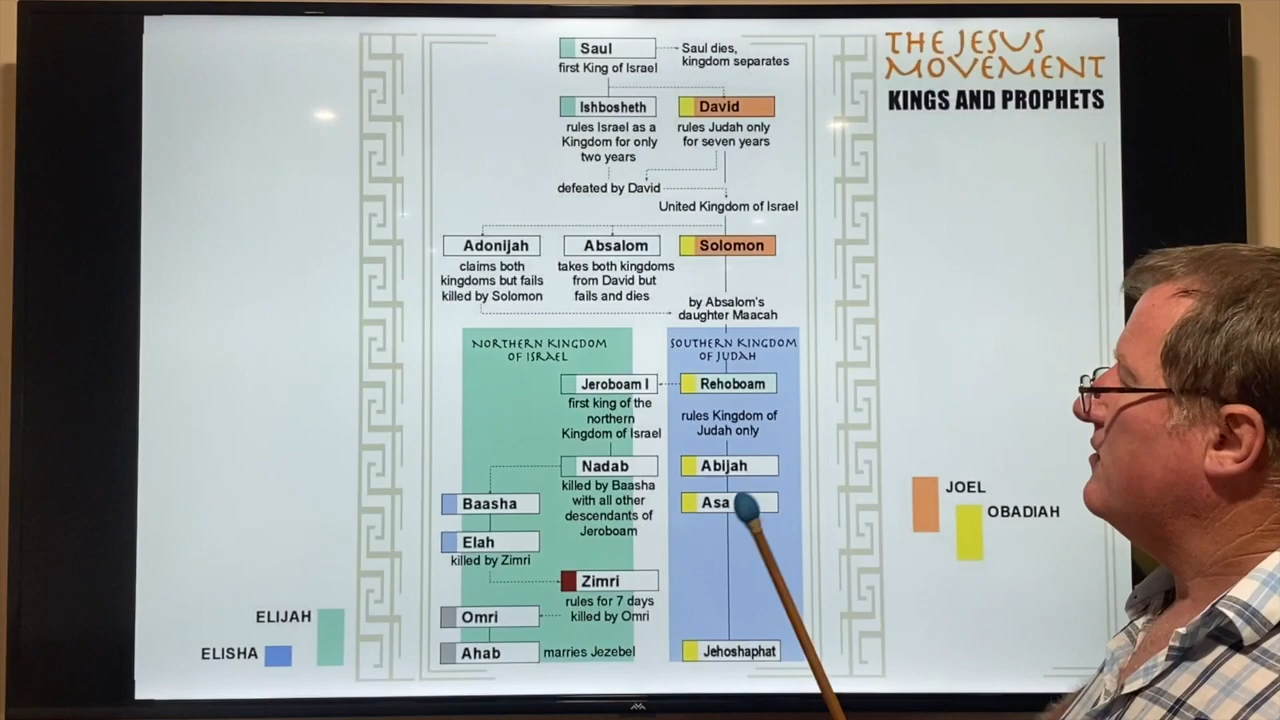 THE JESUS
MOVEMENT
KINGS AND PROPHETS
Saul
first King of Israel
Saul dies,
kingdom separates
Ishbosheth
rules Israel as a
Kingdom for only
two years
David
rules Judah only
for seven years
defeated by David
United Kingdom of Israel
Adonijah
claims both
kingdoms but fails
killed by Solomon
Absalom
takes both kingdoms
from David but
fails and dies
Solomon
by Absalom's
daughter Maacah
NORTHERN KINGDOM
OF ISRAEL
SOUTHERN KINGDOM
OF JUDAH
Jeroboam I
first king of the
northern
Kingdom of Israel
Rehoboam
rules Kingdom of
Judah only
Nadab
killed by Baasha
with all other
descendants of
Jeroboam
Abijah
Baasha
Asa
Elah
killed by Zimri
Zimri
rules for 7 days
killed by Omri
Omri
Ahab
marries Jezebel
Jehoshaphat
JOEL
OBADIAH
ELIJAH
ELISHA